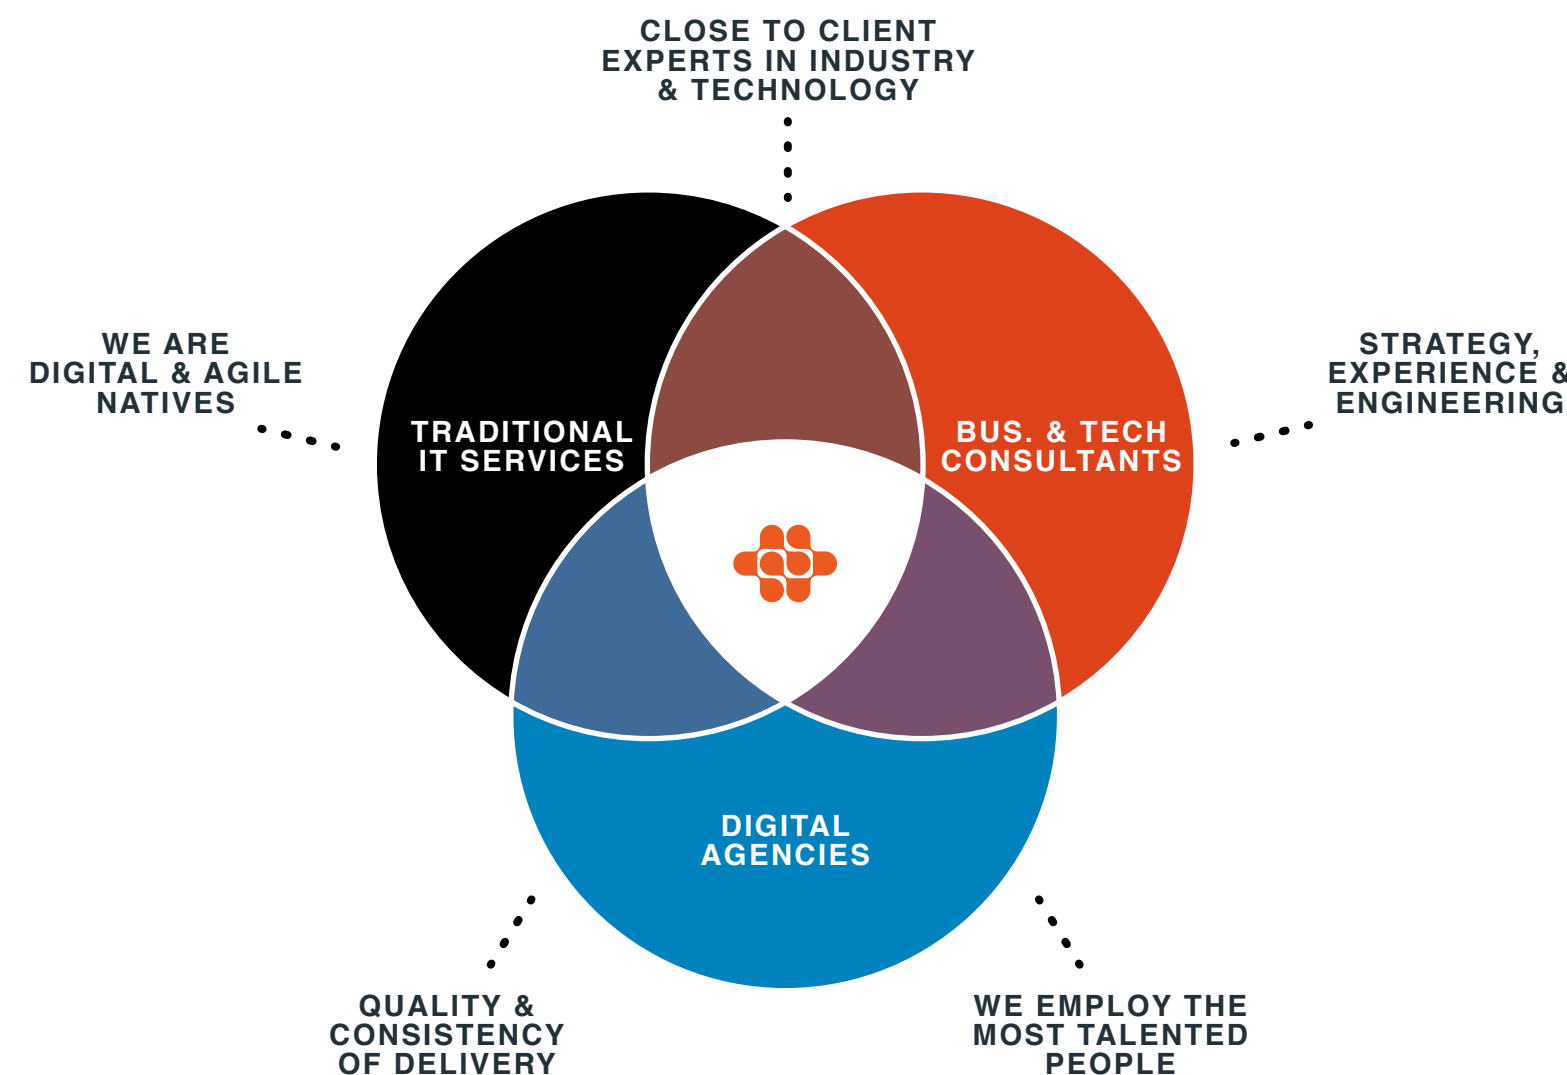 CLOSE TO CLIENT
EXPERTS IN INDUSTRY
& TECHNOLOGY
WE ARE
DIGITAL & AGILE
NATIVES
STRATEGY,
EXPERIENCE &
ENGINEERING
TRADITIONAL
IT SERVICES
BUS. & TECH
CONSULTANTS
DIGITAL
AGENCIES
QUALITY &
CONSISTENCY
OF DELIVERY
WE EMPLOY THE
MOST TALENTED
PEOPLE